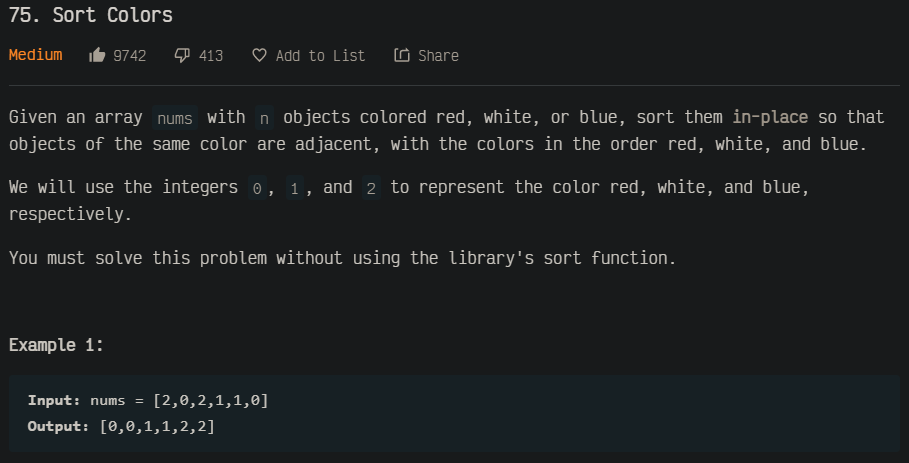 75. Sort Colors
Medium 9742 413 Add to List Share
Given an array nums with n objects colored red, white, or blue, sort them in-place so that
objects of the same color are adjacent, with the colors in the order red, white, and blue.
We will use the integers 0, 1, and 2 to represent the color red, white, and blue,
respectively.
You must solve this problem without using the library's sort function.
Example 1:
Input: nums = [2,0,2,1,1,0]
Output: [0,0,1,1,2,2]